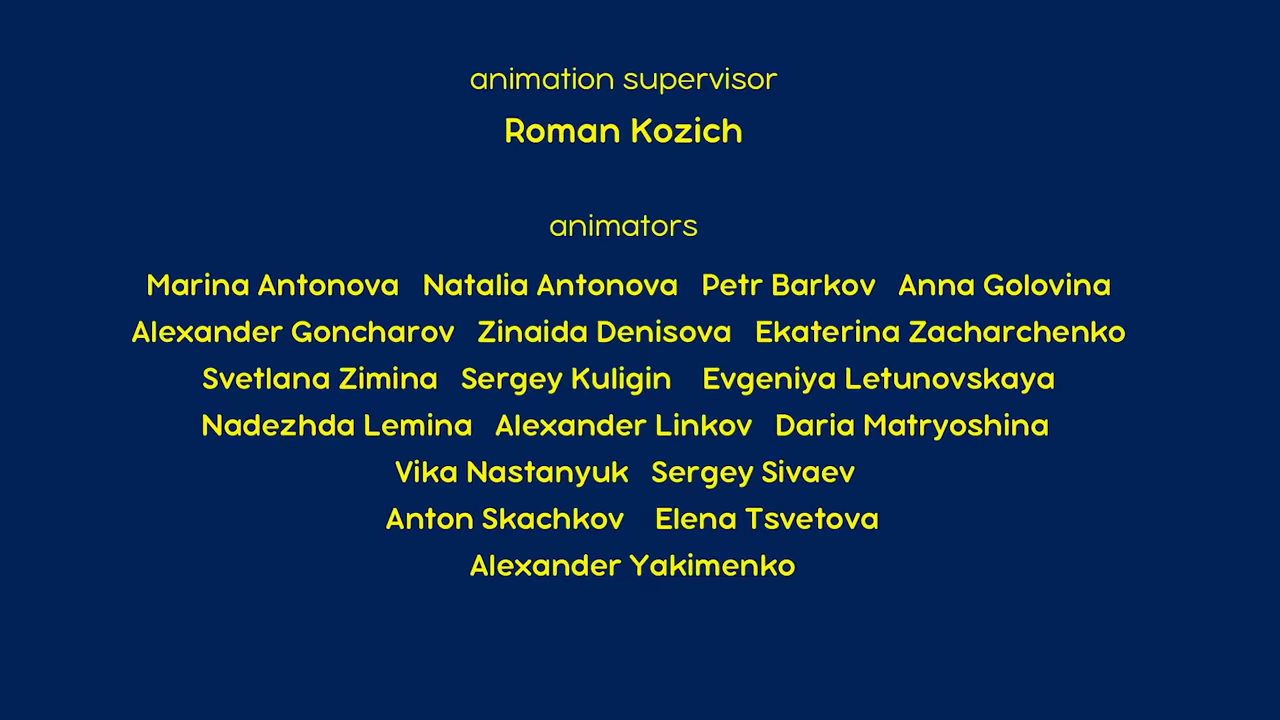 animation supervisor
Roman Kozich
animators
Marina Antonova Natalia Antonova Petr Barkov Anna Golovina
Alexander Goncharov Zinaida Denisova Ekaterina Zacharchenko
Svetlana Zimina Sergey Kuligin Evgeniya Letunovskaya
Nadezhda Lemina Alexander Linkov Daria Matryoshina
Vika Nastanyuk Sergey Sivaev
Anton Skachkov Elena Tsvetova
Alexander Yakimenko